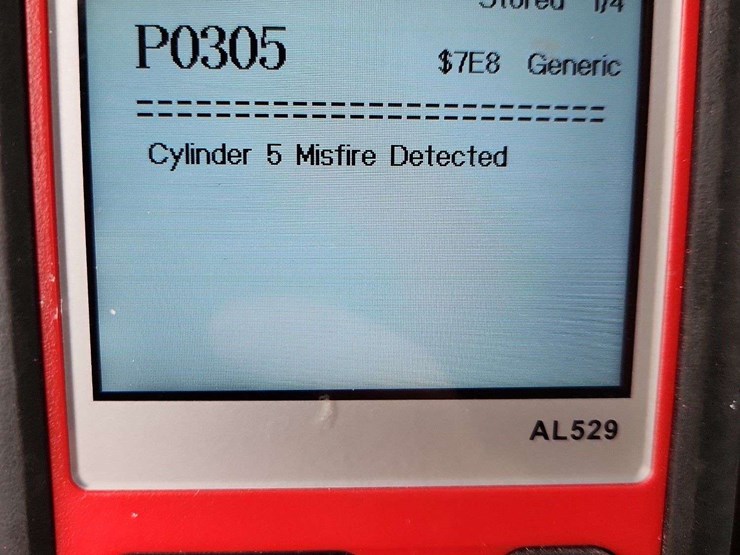 Stored 1/4
P0305
$7E8 Generic
=========================
Cylinder 5 Misfire Detected
AL529